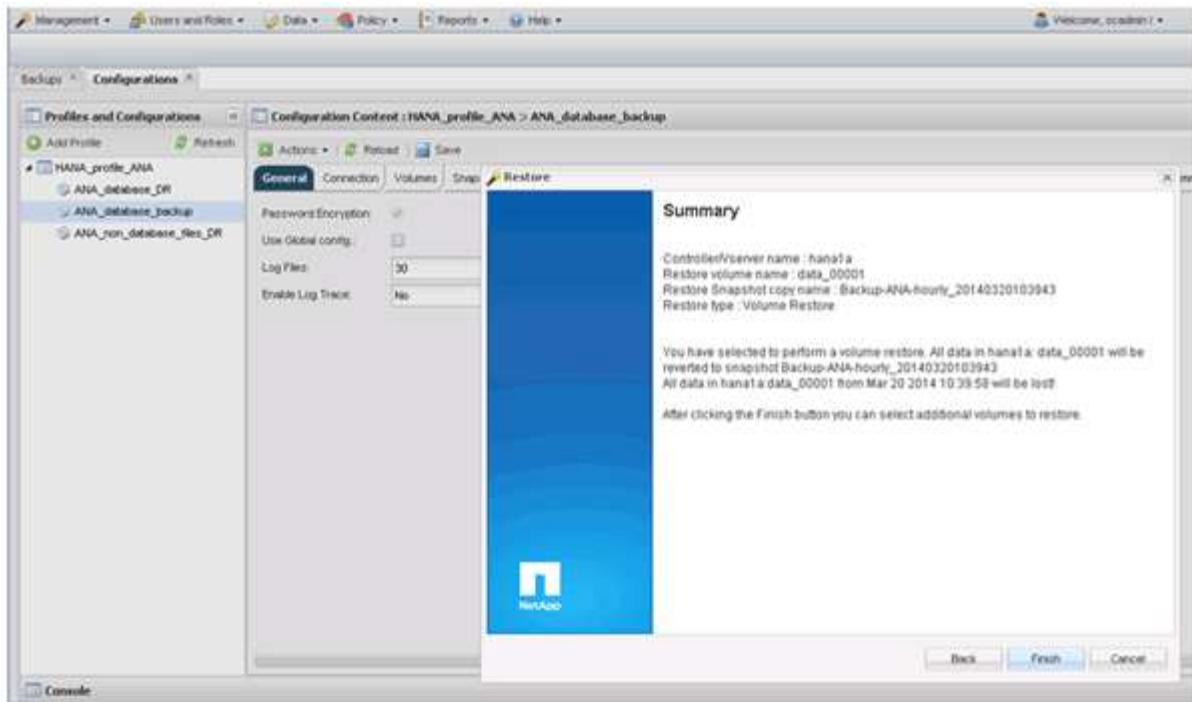 Management Users and Roles Data Policy Reports Help Welcome,
Backups Configurations
Profiles and Configurations
Configuration Content : HANA_profile_ANA > ANA_database_backup
Add Profile Refresh
Actions Reload Save
HANA_profile_ANA
ANA_database_DR
ANA_database_backup
ANA_non_database_files_DR
General Connection Volumes
Password Encryption
Use Global config.:
Log Files: 30
Enable Log Trace: No
Restore
Summary
Controller/Vserver name : hana1a
Restore volume name : data_00001
Restore Snapshot copy name : Backup-ANA-hourly_20140320103943
Restore type : Volume Restore
You have selected to perform a volume restore. All data in hana1a: data_00001 will be
reverted to snapshot Backup-ANA-hourly_20140320103943
All data in hana1a:data_00001 from Mar 20 2014 10:39:58 will be lost!
After clicking the Finish button you can select additional volumes to restore.
NetApp
Back Finish Cancel
Console